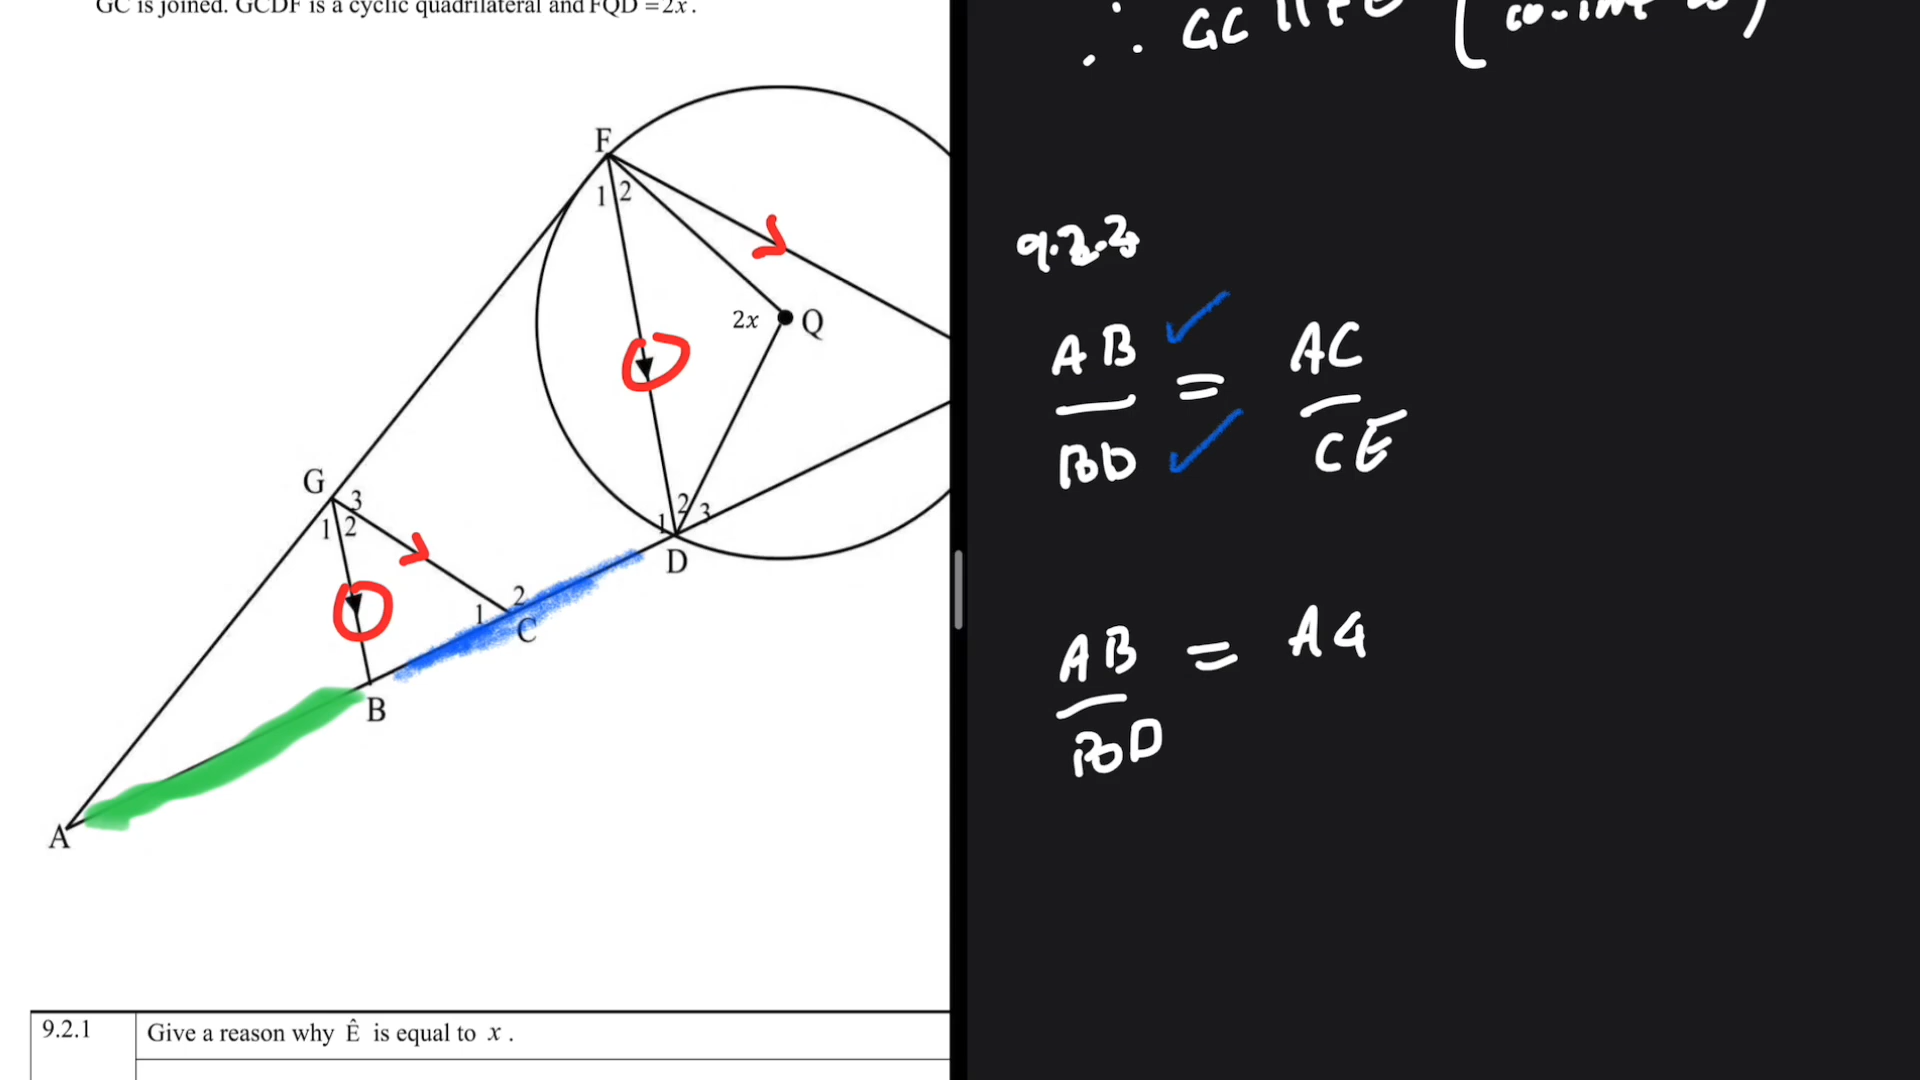 GC is joined. GCDF is a cyclic quadrilateral and FQD = 2x.
F
1 2
2x Q
G
3
1 2
2 3
1
D
2
1
C
B
A
9.2.1 Give a reason why Ê is equal to x .
∴ GC ||
9.2.3
AB = AC
BD CE
AB = AG
BD